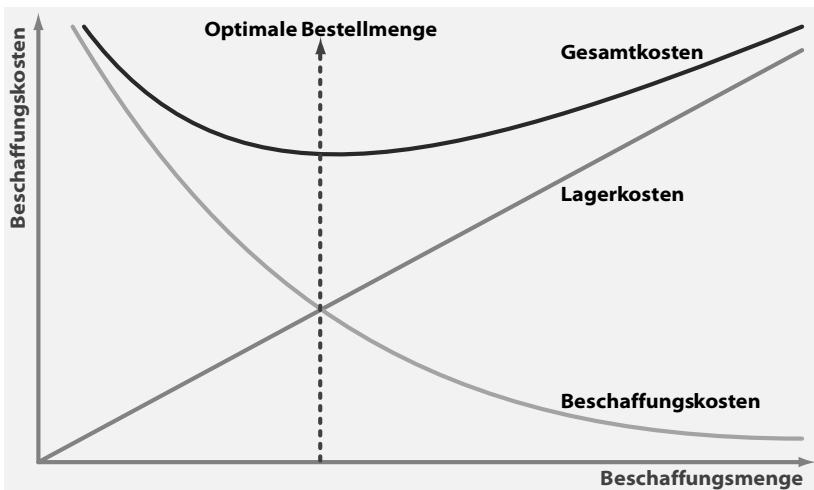 Optimale Bestellmenge
Gesamtkosten
Beschaffungskosten
Lagerkosten
Beschaffungskosten
Beschaffungsmenge